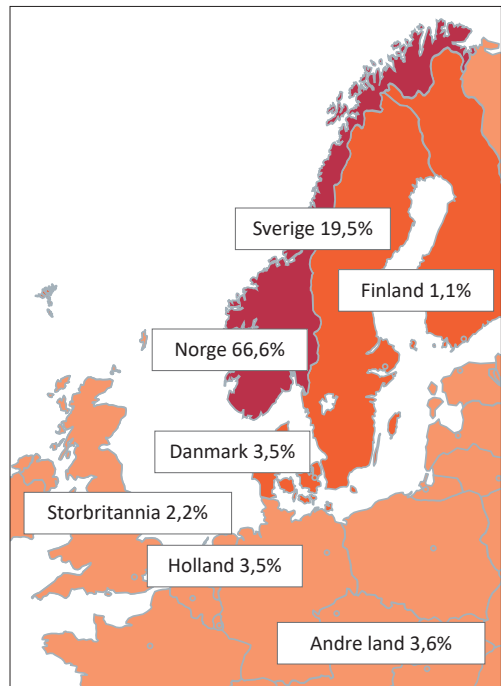 Sverige 19,5%
Finland 1,1%
Norge 66,6%
Danmark 3,5%
Storbritannia 2,2%
Holland 3,5%
Andre land 3,6%